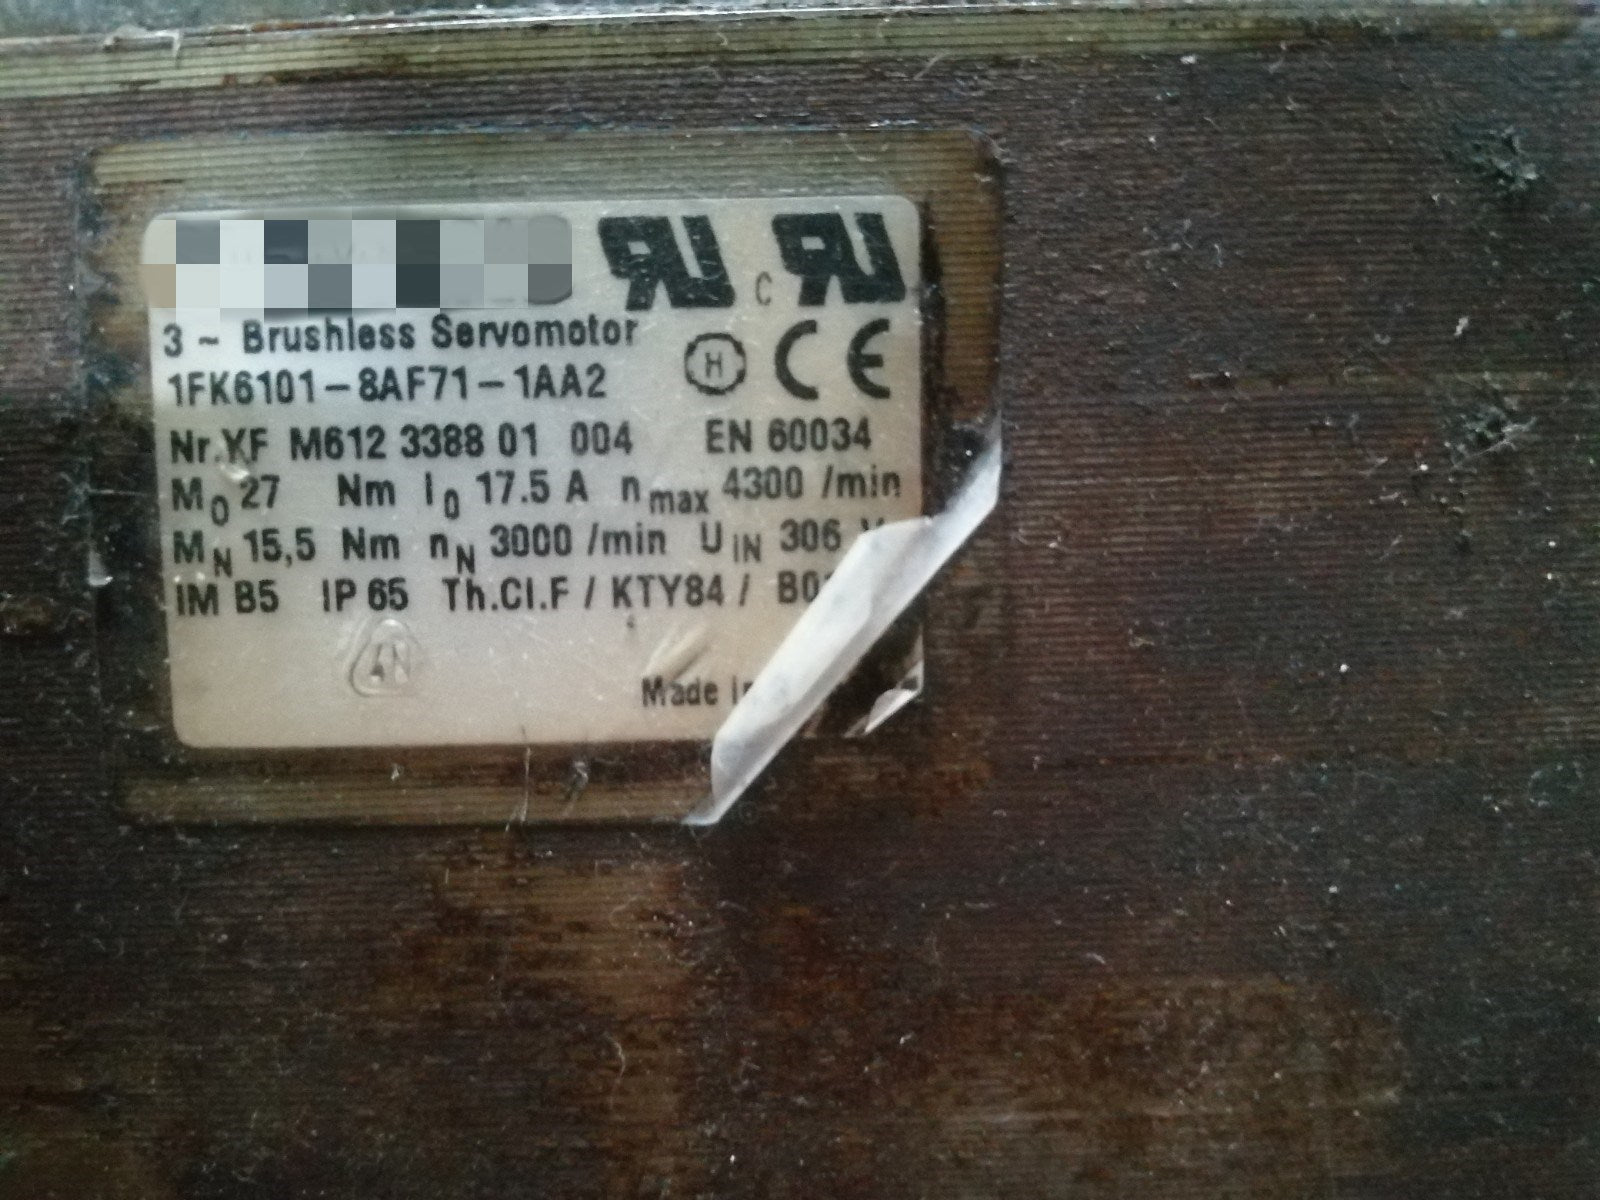 3 ~ Brushless Servomotor
1FK6101-8AF71-1AA2
H CE
Nr.YF M612 3388 01 004 EN 60034
M0 27 Nm I0 17.5 A nmax 4300 /min
MN 15,5 Nm nN 3000 /min UIN 306
IM B5 IP 65 Th.Cl.F / KTY84 /
Made